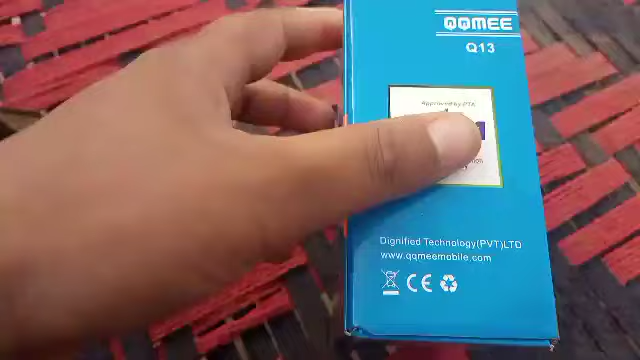 QQMEE
Q13
Approved by PTA
Dignified Technology(PVT)LTD
www.qqmeemobile.com
CE